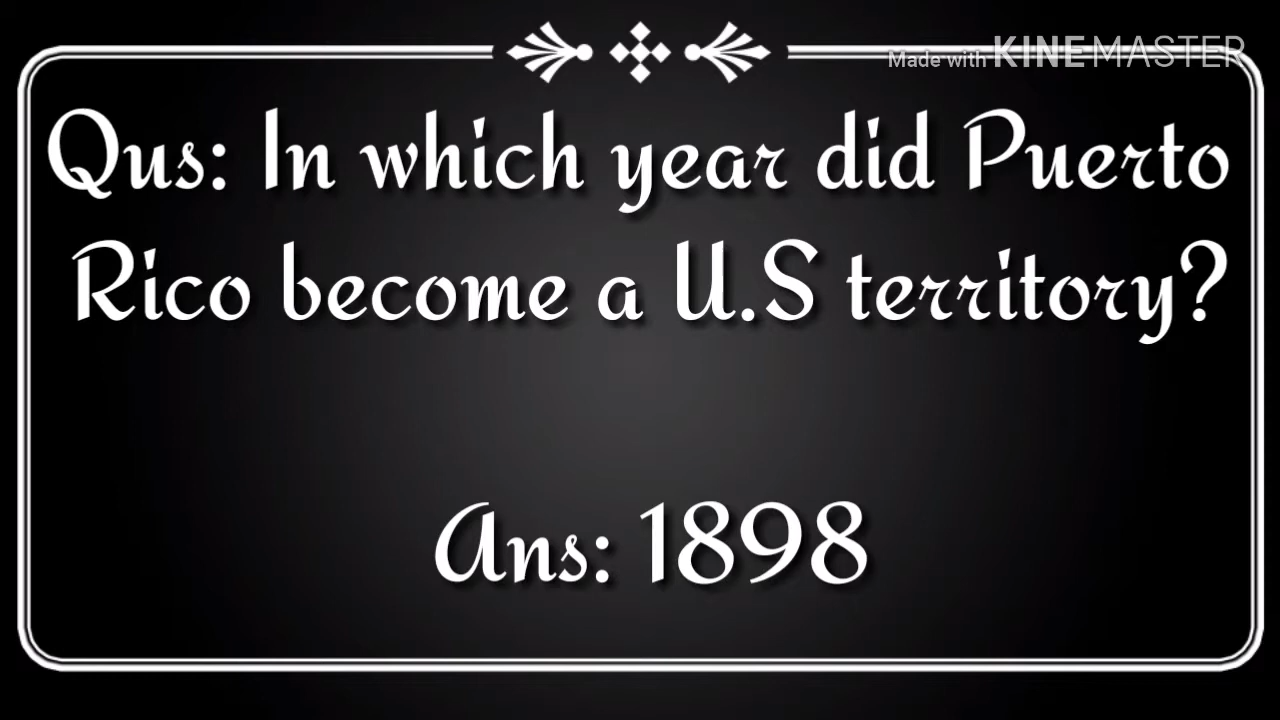 Made with KINEMASTER
Qus: In which year did Puerto
Rico become a U.S territory?
Ans: 1898